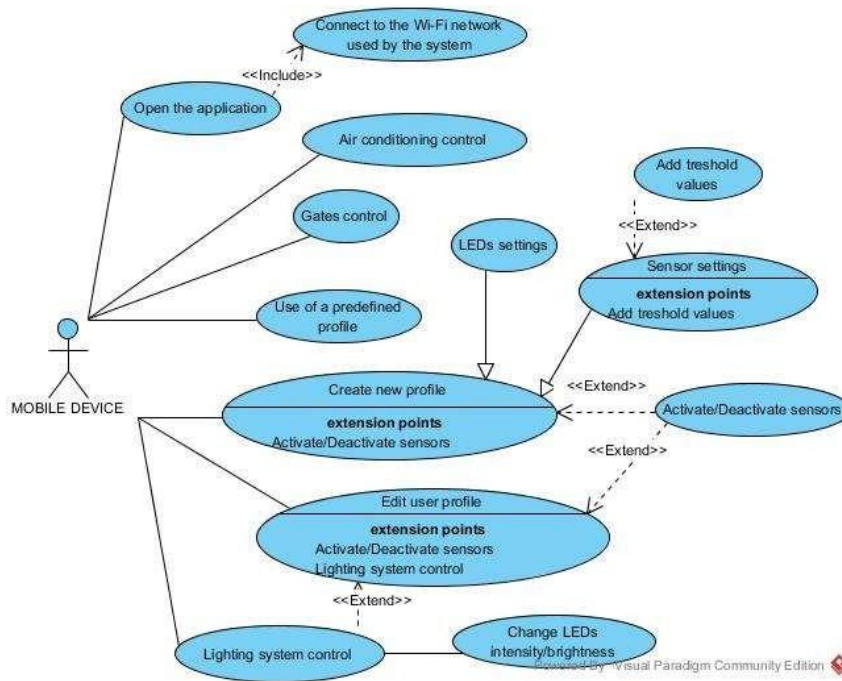 Connect to the Wi-Fi network
used by the system
<<Include>>
Open the application
Air conditioning control
Add treshold
values
Gates control
<<Extend>>
LEDs settings
Sensor settings
extension points
Add treshold values
Use of a predefined
profile
MOBILE DEVICE
Create new profile
extension points
Activate/Deactivate sensors
<<Extend>>
Activate/Deactivate sensors
<<Extend>>
Edit user profile
extension points
Activate/Deactivate sensors
Lighting system control
<<Extend>>
Lighting system control
Change LEDs
intensity/brightness
Powered By Visual Paradigm Community Edition